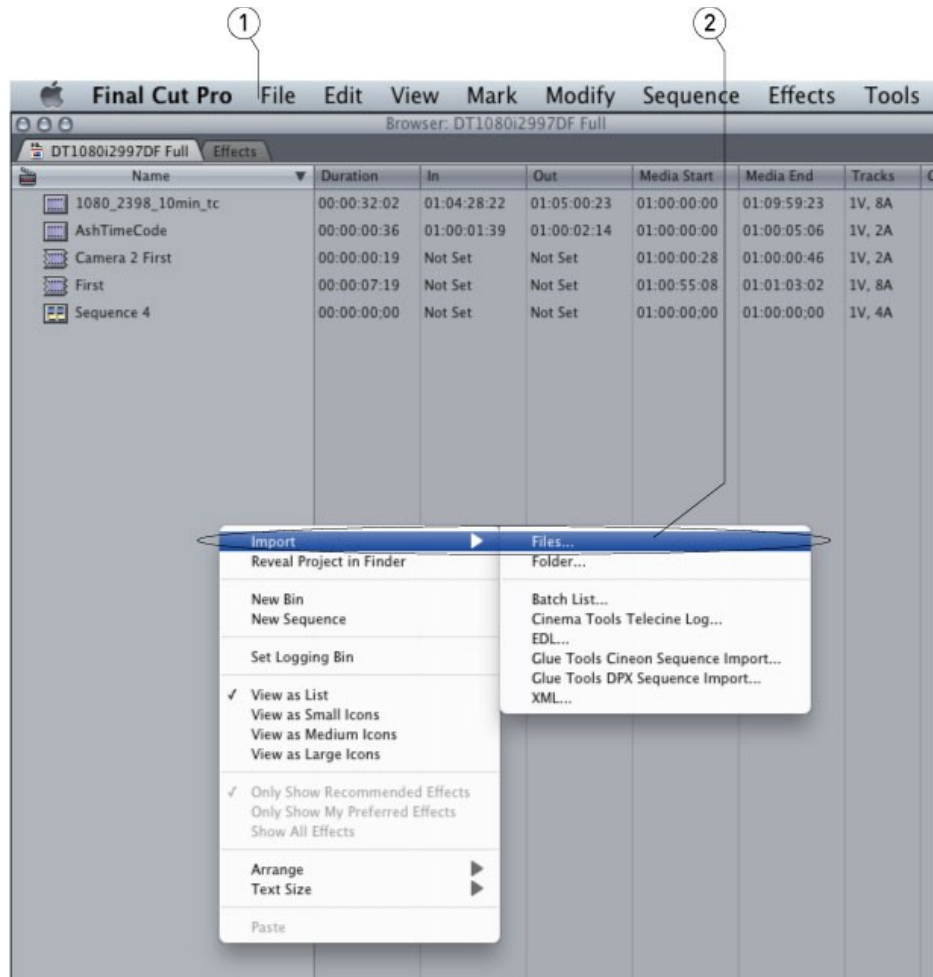 1 2
Final Cut Pro File Edit View Mark Modify Sequence Effects Tools
Browser: DT1080i2997DF Full
DT1080i2997DF Full Effects
Name Duration In Out Media Start Media End Tracks
1080_2398_10min_tc 00:00:32:02 01:04:28:22 01:05:00:23 01:00:00:00 01:09:59:23 1V, 8A
AshTimeCode 00:00:00:36 01:00:01:39 01:00:02:14 01:00:00:00 01:00:05:06 1V, 2A
Camera 2 First 00:00:00:19 Not Set Not Set 01:00:00:28 01:00:00:46 1V, 2A
First 00:00:07:19 Not Set Not Set 01:00:55:08 01:01:03:02 1V, 8A
Sequence 4 00:00:00;00 Not Set Not Set 01:00:00;00 01:00:00;00 1V, 4A
Import Files...
Reveal Project in Finder Folder...
New Bin Batch List...
New Sequence Cinema Tools Telecine Log...
EDL...
Set Logging Bin Glue Tools Cineon Sequence Import...
Glue Tools DPX Sequence Import...
✓ View as List XML...
View as Small Icons
View as Medium Icons
View as Large Icons
✓ Only Show Recommended Effects
Only Show My Preferred Effects
Show All Effects
Arrange
Text Size
Paste